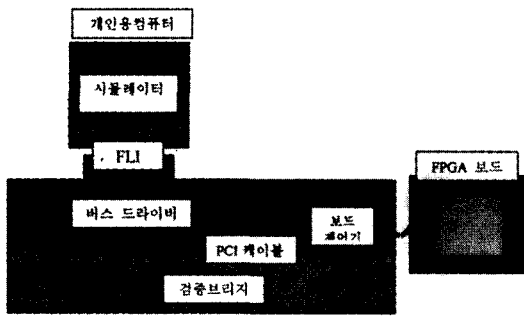 개인용컴퓨터
시뮬레이터
FLI
FPGA 보드
버스 드라이버
보드
제어기
PCI 케이블
검증브리지